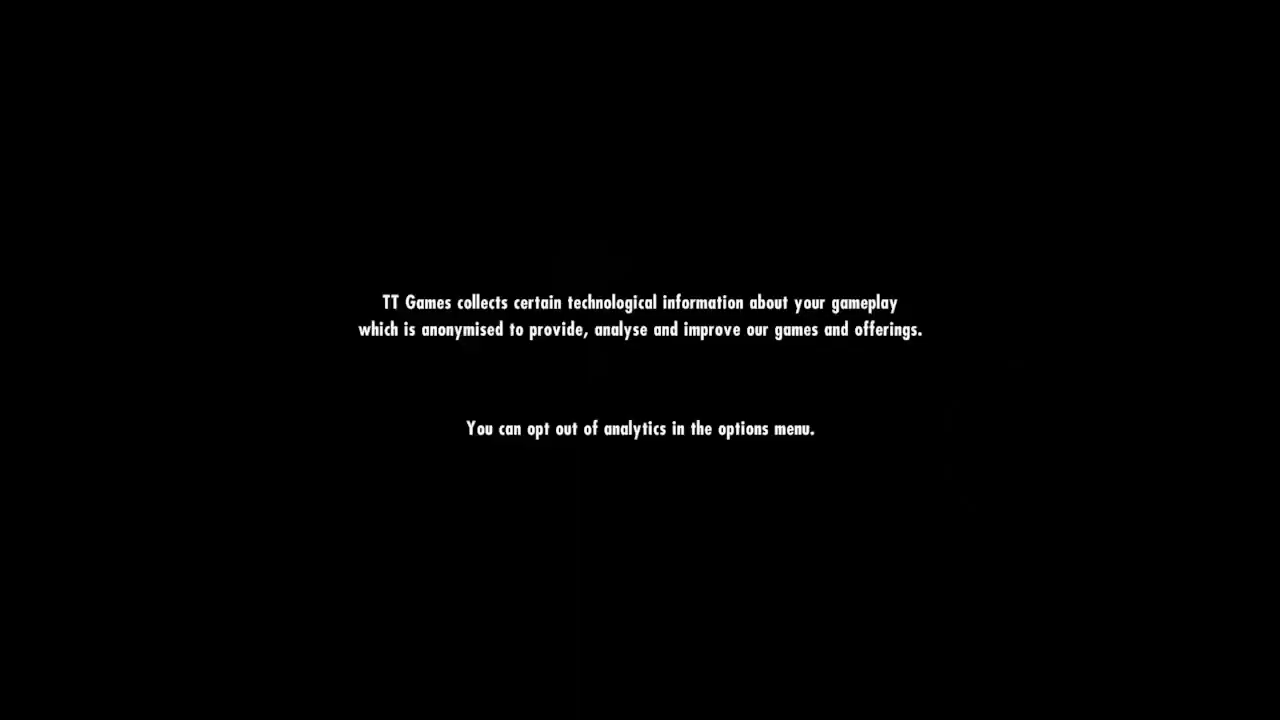 TT Games collects certain technological information about your gameplay
which is anonymised to provide, analyse and improve our games and offerings.
You can opt out of analytics in the options menu.